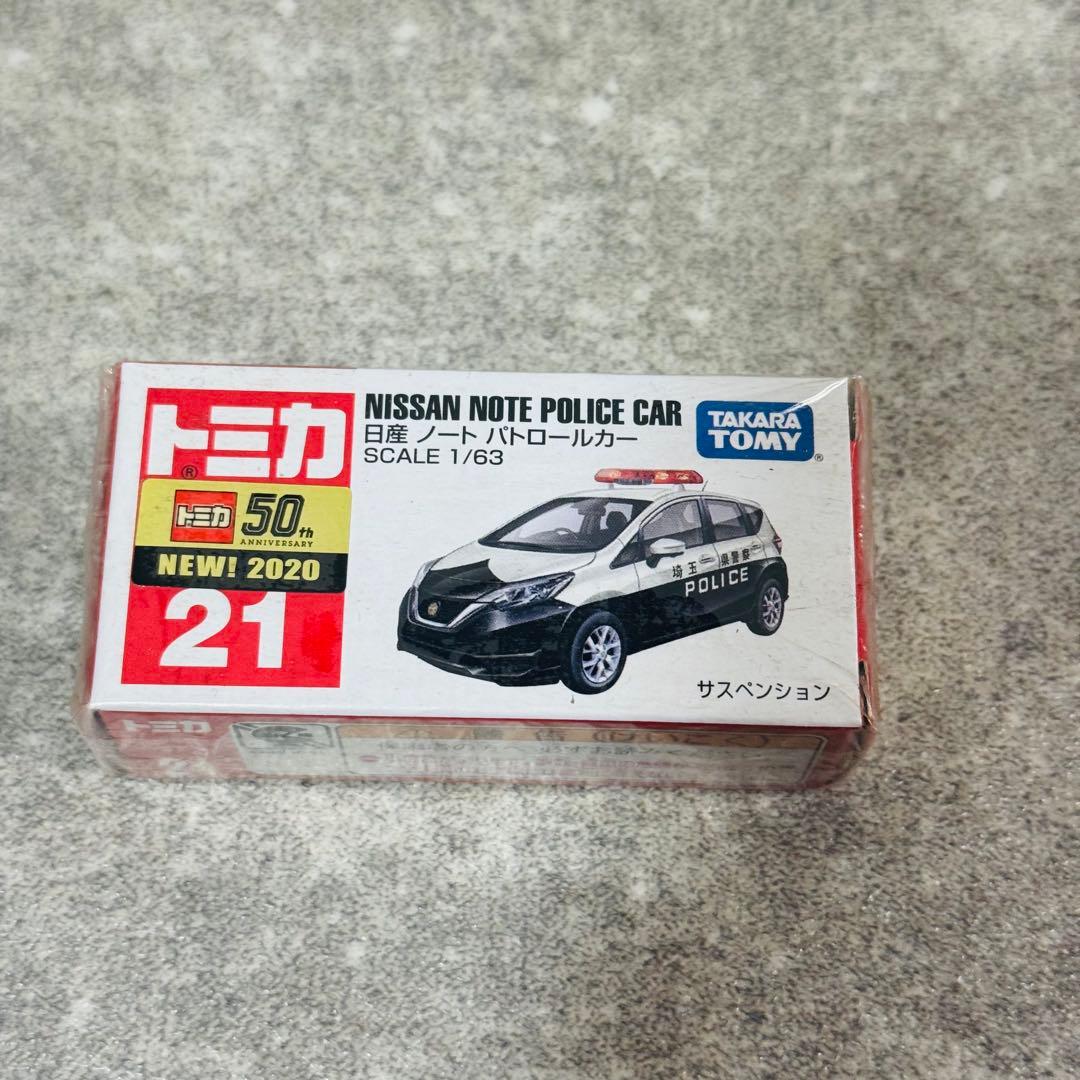 トミカ
®
トミカ 50th
ANNIVERSARY
NEW! 2020
21
NISSAN NOTE POLICE CAR
日産 ノート パトロールカー
SCALE 1/63
TAKARA
TOMY®
埼玉 県警察
POLICE
サスペンション
トミカ